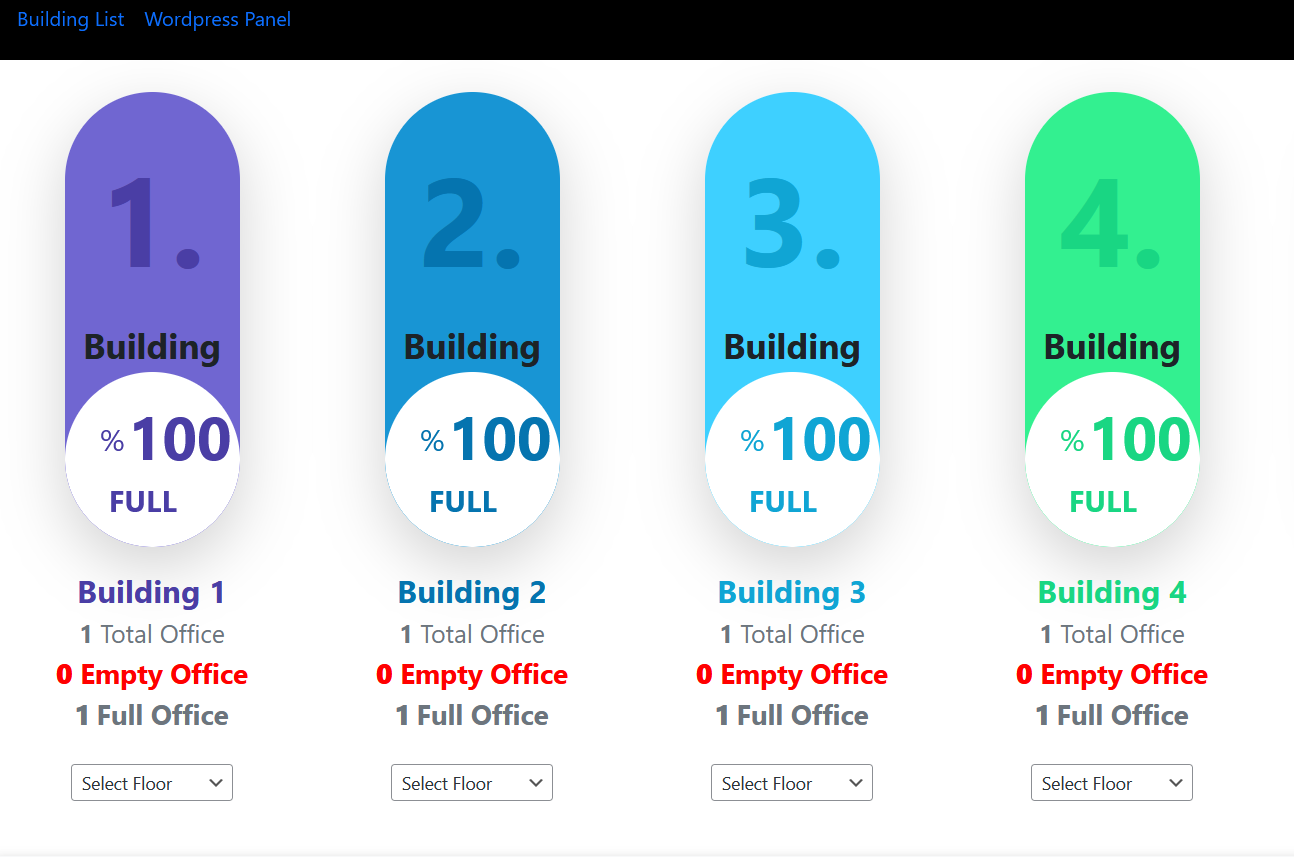 Building List Wordpress Panel
1. 2. 3. 4.
Building Building Building Building
% 100 % 100 % 100 % 100
FULL FULL FULL FULL
Building 1 Building 2 Building 3 Building 4
1 Total Office 1 Total Office 1 Total Office 1 Total Office
0 Empty Office 0 Empty Office 0 Empty Office 0 Empty Office
1 Full Office 1 Full Office 1 Full Office 1 Full Office
Select Floor Select Floor Select Floor Select Floor